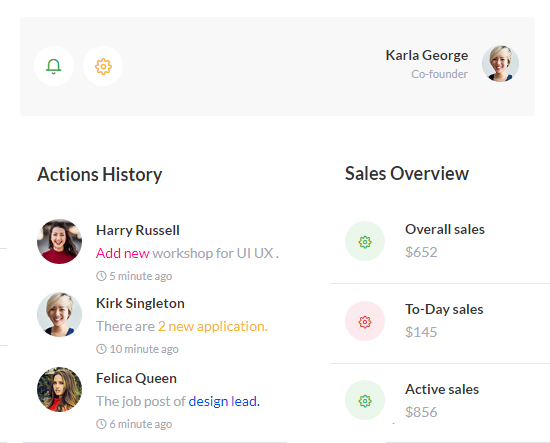 Karla George
Co-founder
Actions History
Harry Russell
Add new workshop for UI UX .
5 minute ago
Kirk Singleton
There are 2 new application.
10 minute ago
Felica Queen
The job post of design lead.
6 minute ago
Sales Overview
Overall sales
$652
To-Day sales
$145
Active sales
$856